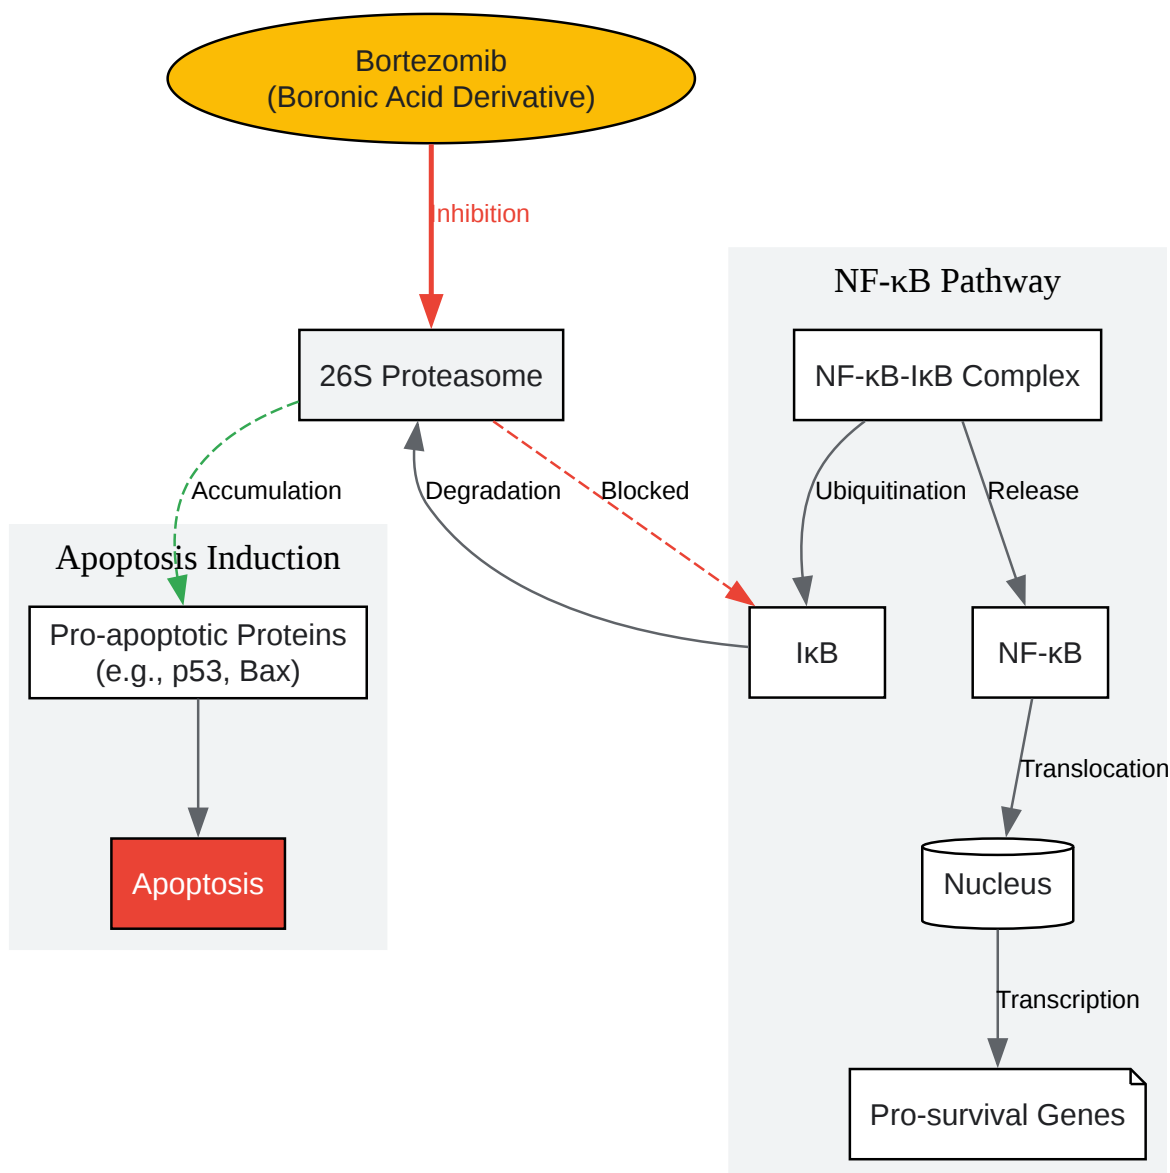 Bortezomib
(Boronic Acid Derivative)
Inhibition
NF-κB Pathway
26S Proteasome
NF-κB-IκB Complex
Accumulation
Degradation
Blocked
Ubiquitination
Release
Apoptosis Induction
Pro-apoptotic Proteins
(e.g., p53, Bax)
IκB
NF-κB
Translocation
Apoptosis
Nucleus
Transcription
Pro-survival Genes